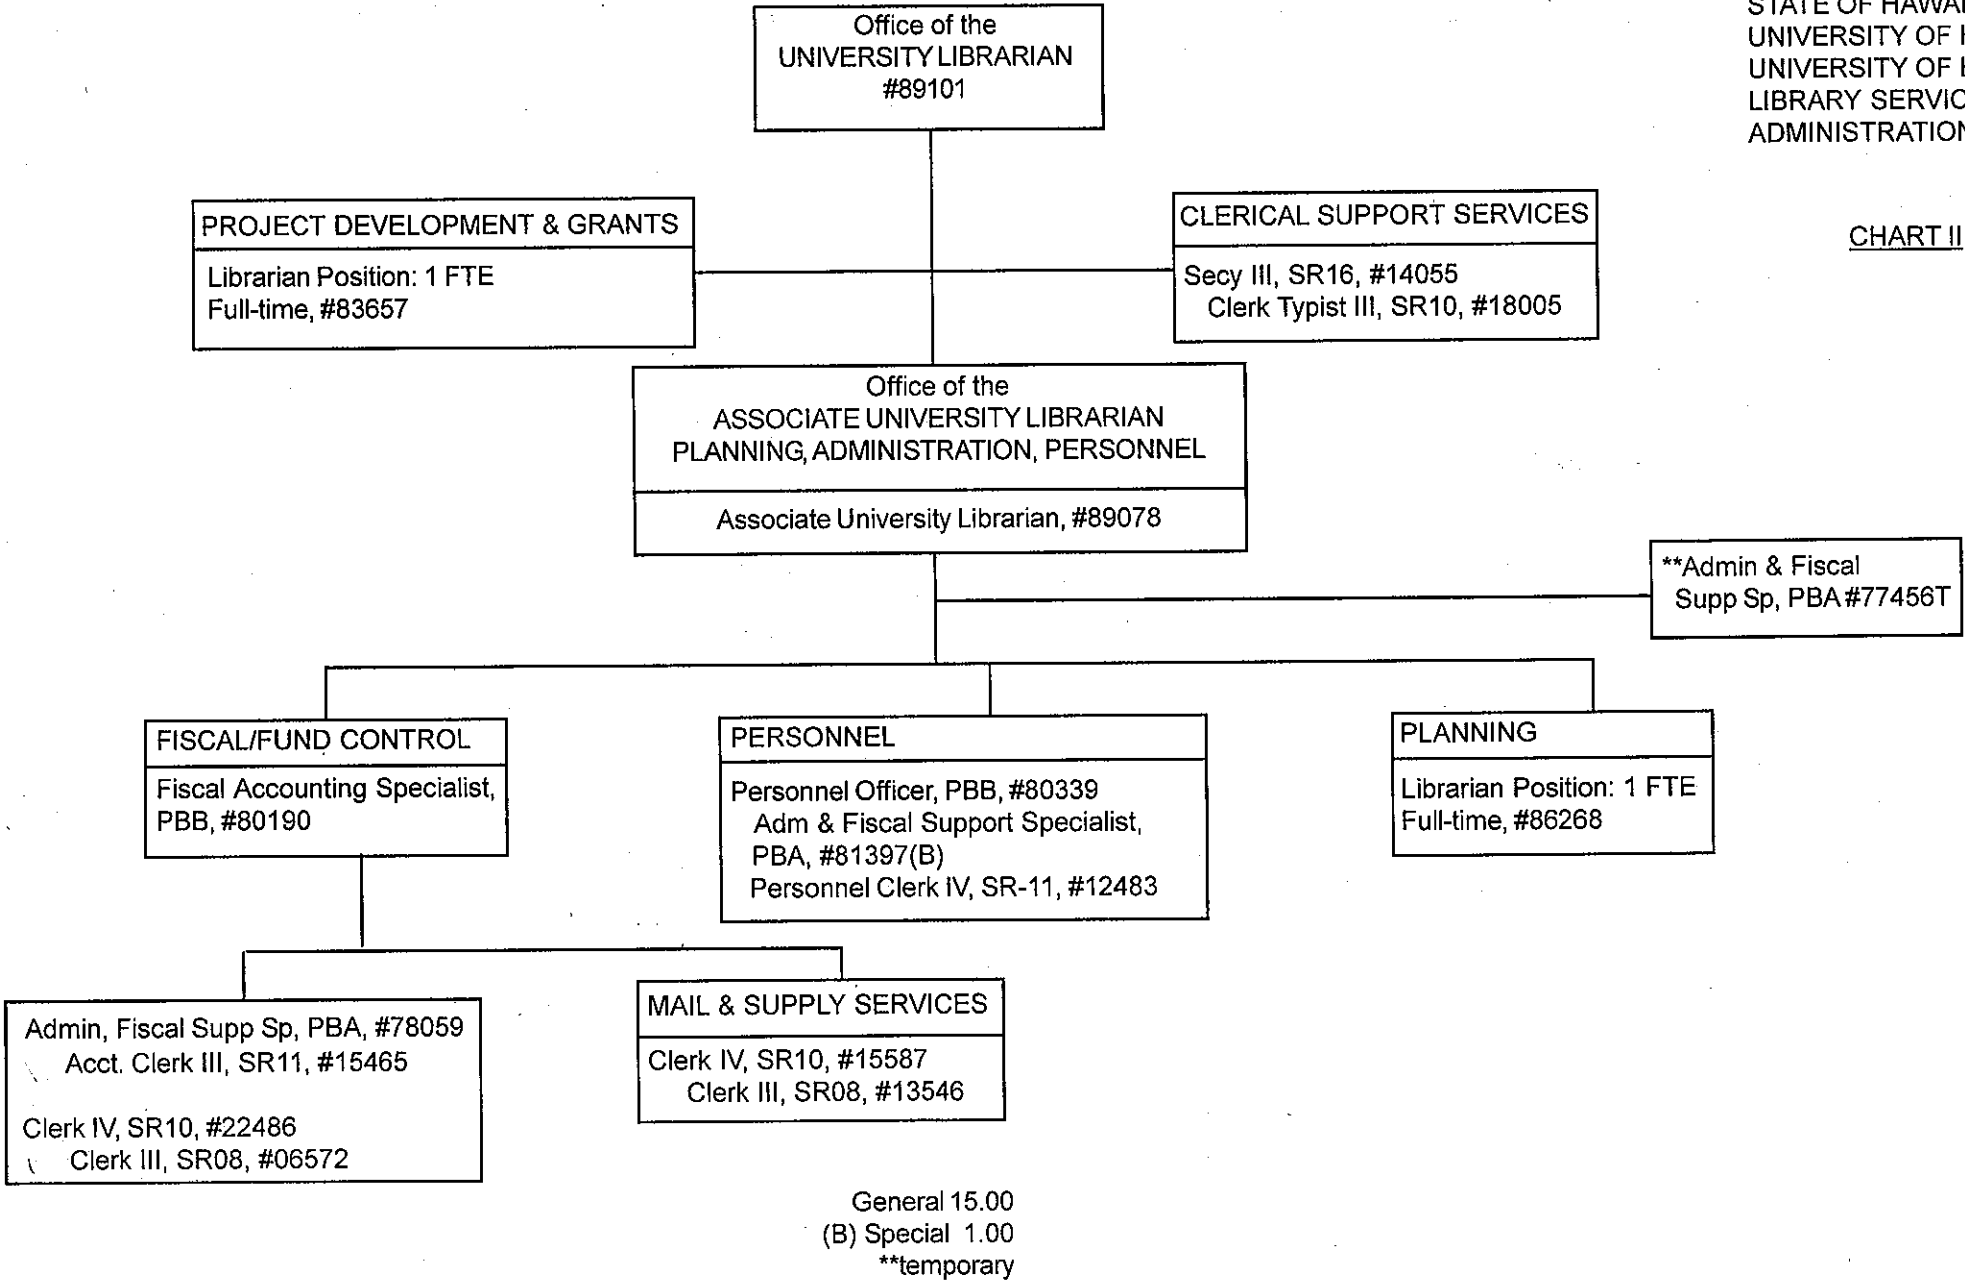 Office of the
UNIVERSITY LIBRARIAN
#89101
STATE OF
UNIVERSITY OF
UNIVERSITY OF
LIBRARY
CHART II
PROJECT DEVELOPMENT & GRANTS
Librarian Position: 1 FTE
Full-time, #83657
CLERICAL SUPPORT SERVICES
Secy III, SR16, #14055
Clerk Typist III, SR10, #18005
Office of the
ASSOCIATE UNIVERSITY LIBRARIAN
PLANNING, ADMINISTRATION, PERSONNEL
Associate University Librarian, #89078
**Admin & Fiscal
Supp Sp, PBA #77456T
FISCAL/FUND CONTROL
Fiscal Accounting Specialist,
PBB, #80190
PERSONNEL
Personnel Officer, PBB, #80339
Adm & Fiscal Support Specialist,
PBA, #81397(B)
Personnel Clerk IV, SR-11, #12483
PLANNING
Librarian Position: 1 FTE
Full-time, #86268
Admin, Fiscal Supp Sp, PBA, #78059
Acct. Clerk III, SR11, #15465
Clerk IV, SR10, #22486
Clerk III, SR08, #06572
MAIL & SUPPLY SERVICES
Clerk IV, SR10, #15587
Clerk III, SR08, #13546
General 15.00
(B) Special 1.00
**temporary